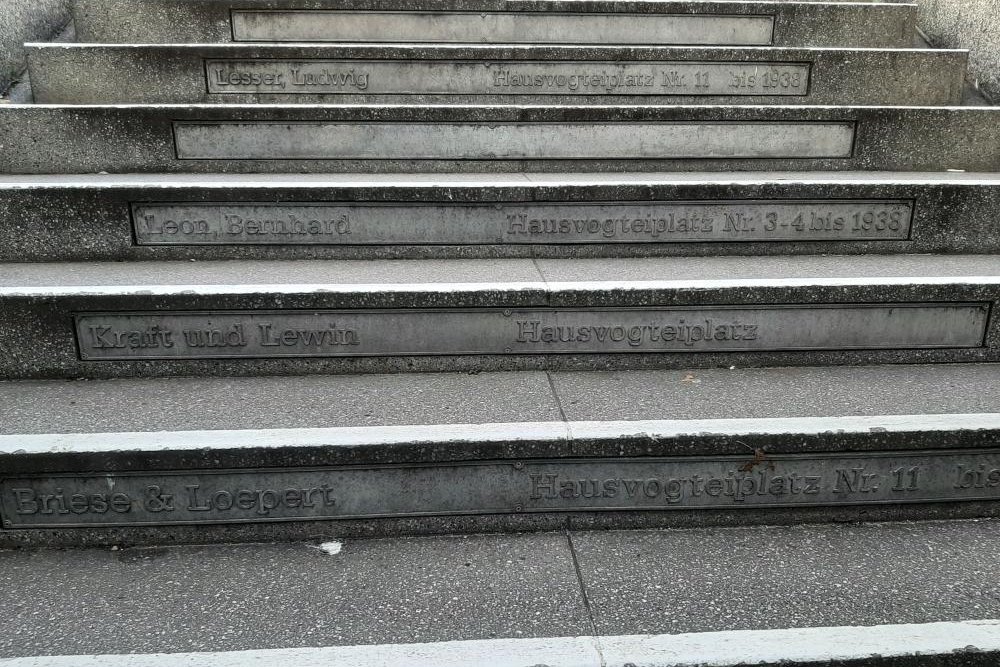 Lesser, Ludwig Hausvogteiplatz Nr. 11 bis 1938
Leon, Bernhard Hausvogteiplatz Nr. 3-4 bis 1938
Kraft und Lewin Hausvogteiplatz
Briese & Loepert Hausvogteiplatz Nr. 11 bis